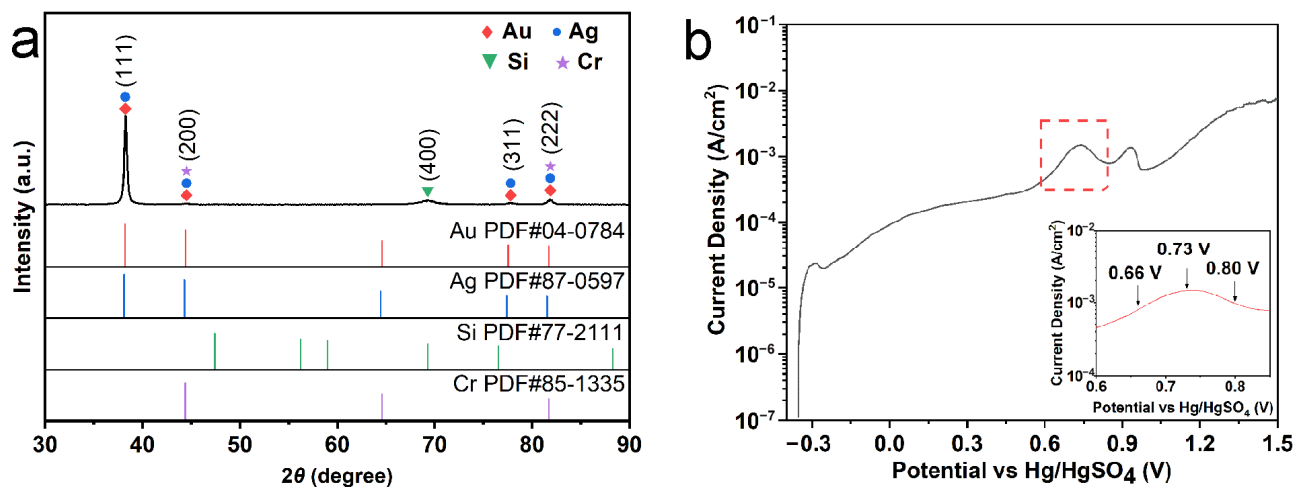 a
Au
Ag
Si
Cr
(111)
(200)
(400)
(311)
(222)
Intensity (a.u.)
Au PDF#04-0784
Ag PDF#87-0597
Si PDF#77-2111
Cr PDF#85-1335
30 40 50 60 70 80 90
2θ (degree)
b
Current Density (A/cm²)
10⁻¹
10⁻²
10⁻³
10⁻⁴
10⁻⁵
10⁻⁶
10⁻⁷
−0.3 0.0 0.3 0.6 0.9 1.2 1.5
Potential vs Hg/HgSO₄ (V)
Current Density (A/cm²)
10⁻²
10⁻³
10⁻⁴
0.66 V
0.73 V
0.80 V
0.6 0.7 0.8
Potential vs Hg/HgSO₄ (V)